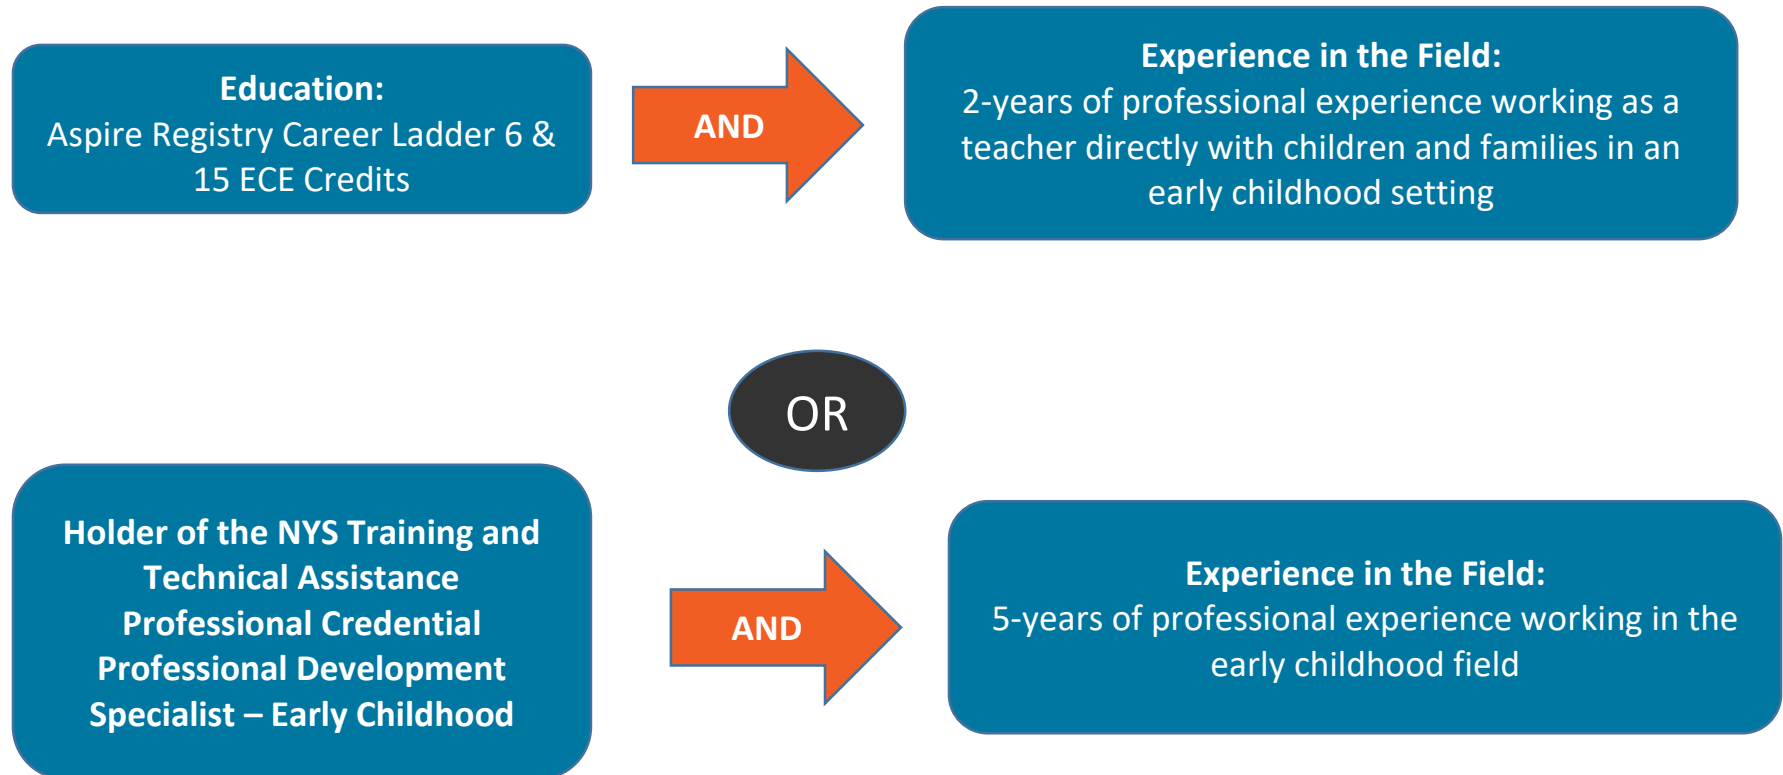 Education:
Aspire Registry Career Ladder 6 &
15 ECE Credits
AND
Experience in the Field:
2-years of professional experience working as a
teacher directly with children and families in an
early childhood setting
OR
Holder of the NYS Training and
Technical Assistance
Professional Credential
Professional Development
Specialist – Early Childhood
AND
Experience in the Field:
5-years of professional experience working in the
early childhood field